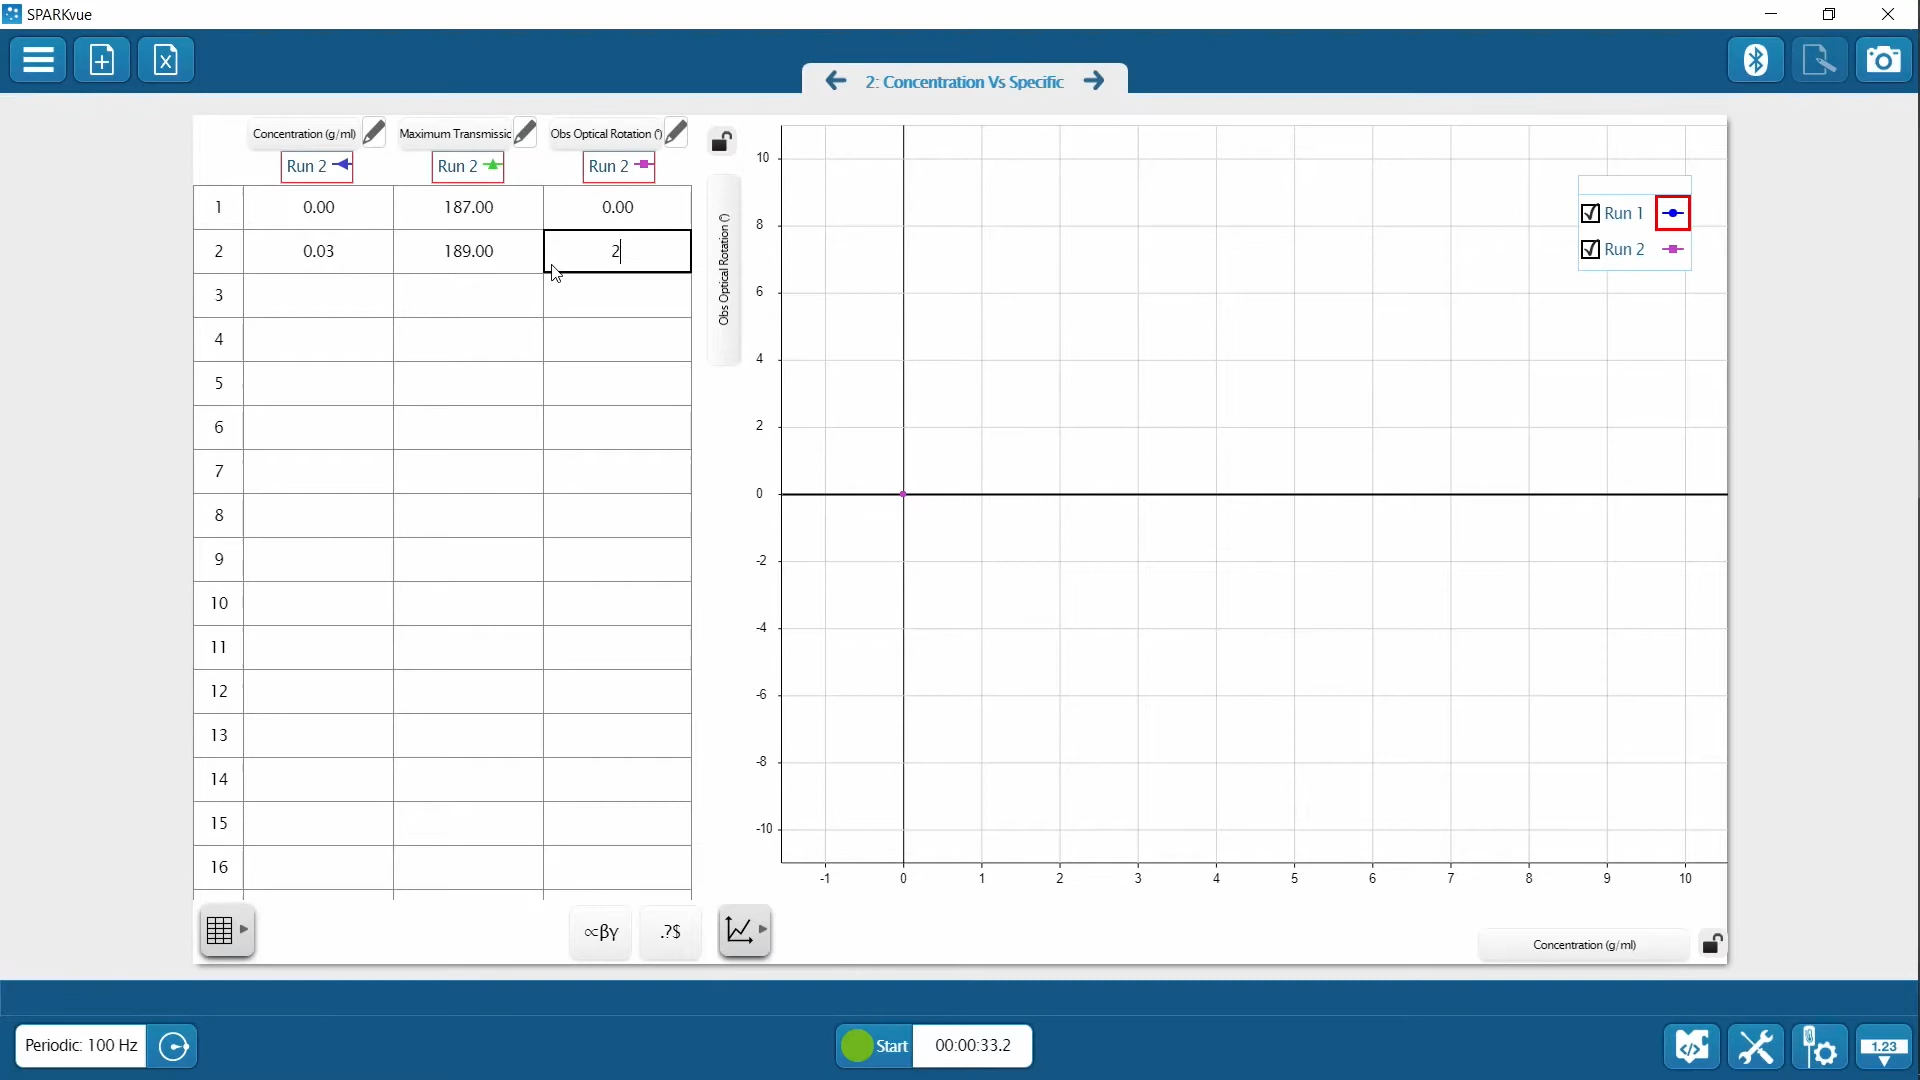 SPARKvue
2: Concentration Vs Specific
Concentration (g/ml) Maximum Transmissic Obs Optical Rotation (°)
Run 2 Run 2 Run 2
1 0.00 187.00 0.00
2 0.03 189.00 2
3
4
5
6
7
8
9
10
11
12
13
14
15
16
∝βγ .?$
Obs Optical Rotation (°)
10
8
6
4
2
0
-2
-4
-6
-8
-10
Run 1
Run 2
-1 0 1 2 3 4 5 6 7 8 9 10
Concentration (g/ml)
Periodic: 100 Hz
Start 00:00:33.2
1.23